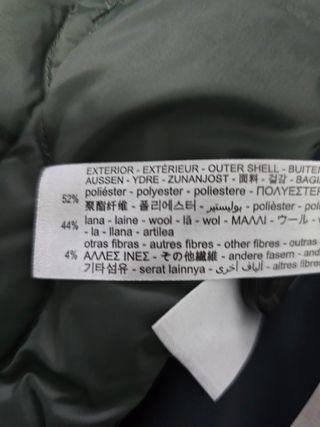 EXTERIOR - EXTÉRIEUR - OUTER SHELL - BUITEN
AUSSEN - YDRE - ZUNANJOST - 面料 - 겉감 - BAGI
52% poliéster - polyester - poliestere - ΠΟΛΥΕΣΤΕΡ
聚酯纤维 - 폴리에스터 - بوليستير - polièster - pol
44% lana - laine - wool - lã - wol - ΜΑΛΛΙ - ウール - w
- la - llana - artilea
otras fibras - autres fibres - other fibres - outras
4% ΑΛΛΕΣ ΙΝΕΣ - その他繊維 - andere fasern - and
기타섬유 - serat lainnya - ألياف أخرى - altres fibres